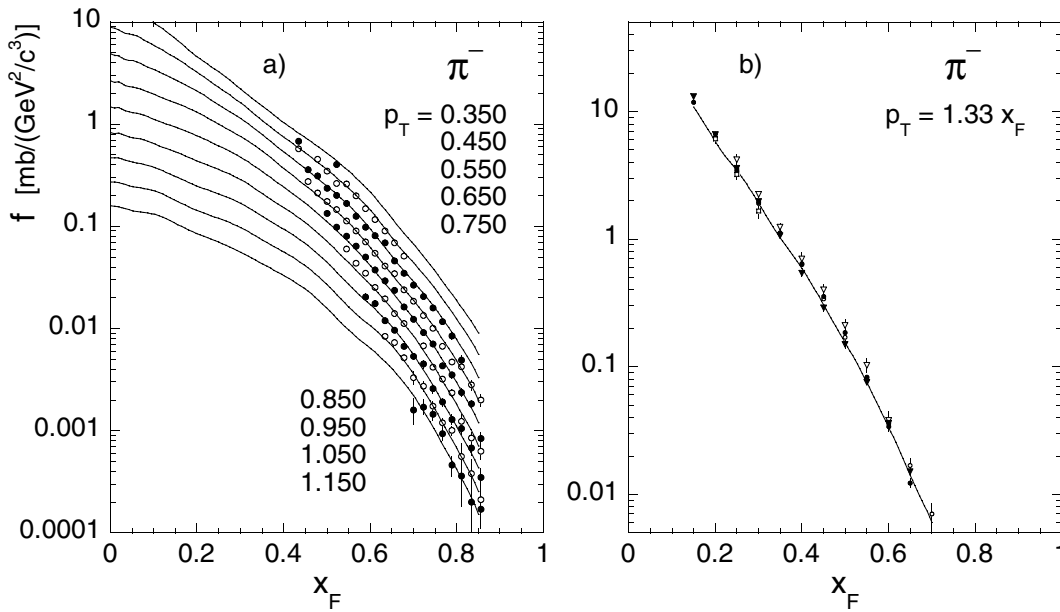 f [mb/(GeV²/c³)]
10
1
0.1
0.01
0.001
0.0001
a)
π⁻
p_T = 0.350
0.450
0.550
0.650
0.750
0.850
0.950
1.050
1.150
0 0.2 0.4 0.6 0.8 1
x_F
b)
π⁻
p_T = 1.33 x_F
10
1
0.1
0.01
0 0.2 0.4 0.6 0.8 1
x_F